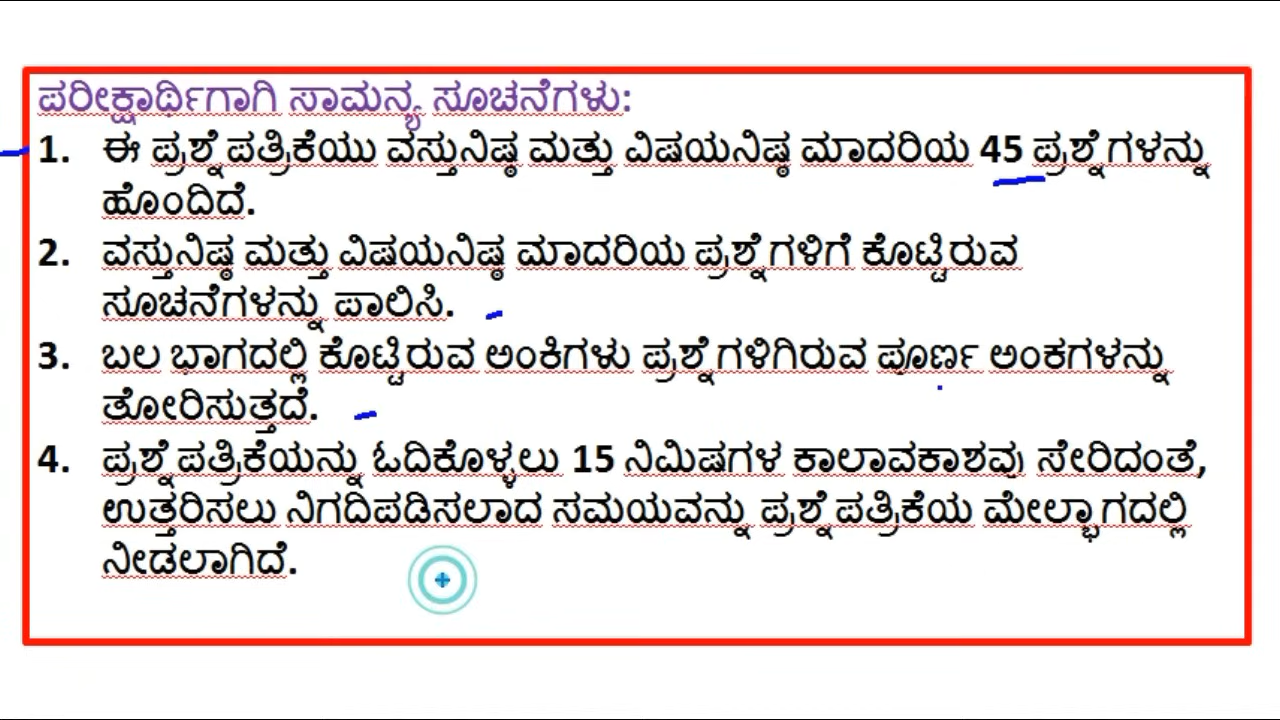 ಪರೀಕ್ಷಾರ್ಥಿಗಾಗಿ ಸಾಮನ್ಯ ಸೂಚನೆಗಳು:
1. ಈ ಪ್ರಶ್ನೆಪತ್ರಿಕೆಯು ವಸ್ತುನಿಷ್ಠ ಮತ್ತು ವಿಷಯನಿಷ್ಠ ಮಾದರಿಯ 45 ಪ್ರಶ್ನೆಗಳನ್ನು
ಹೊಂದಿದೆ.
2. ವಸ್ತುನಿಷ್ಠ ಮತ್ತು ವಿಷಯನಿಷ್ಠ ಮಾದರಿಯ ಪ್ರಶ್ನೆಗಳಿಗೆ ಕೊಟ್ಟಿರುವ
ಸೂಚನೆಗಳನ್ನು ಪಾಲಿಸಿ.
3. ಬಲ ಭಾಗದಲ್ಲಿ ಕೊಟ್ಟಿರುವ ಅಂಕಿಗಳು ಪ್ರಶ್ನೆಗಳಿಗಿರುವ ಪೂರ್ಣ ಅಂಕಗಳನ್ನು
ತೋರಿಸುತ್ತದೆ.
4. ಪ್ರಶ್ನೆಪತ್ರಿಕೆಯನ್ನು ಓದಿಕೊಳ್ಳಲು 15 ನಿಮಿಷಗಳ ಕಾಲಾವಕಾಶವು ಸೇರಿದಂತೆ,
ಉತ್ತರಿಸಲು ನಿಗದಿಪಡಿಸಲಾದ ಸಮಯವನ್ನು ಪ್ರಶ್ನೆಪತ್ರಿಕೆಯ ಮೇಲ್ಭಾಗದಲ್ಲಿ
ನೀಡಲಾಗಿದೆ.